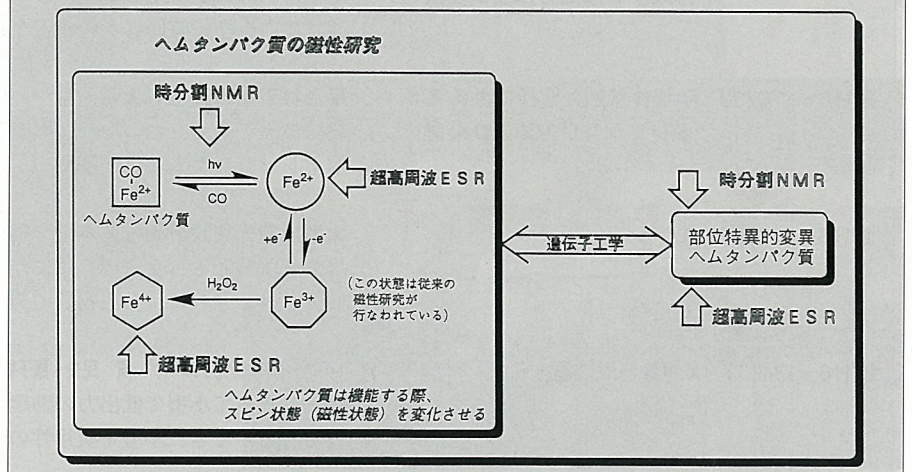 ヘムタンパク質の磁性研究
時分割NMR
CO
Fe2+
hν
CO
Fe2+
超高周波ESR
ヘムタンパク質
+e-
-e-
Fe4+
H2O2
Fe3+
(この状態は従来の
磁性研究が
行なわれている)
超高周波ESR
ヘムタンパク質は機能する際、
スピン状態(磁性状態)を変化させる
遺伝子工学
時分割NMR
部位特異的変異
ヘムタンパク質
超高周波ESR